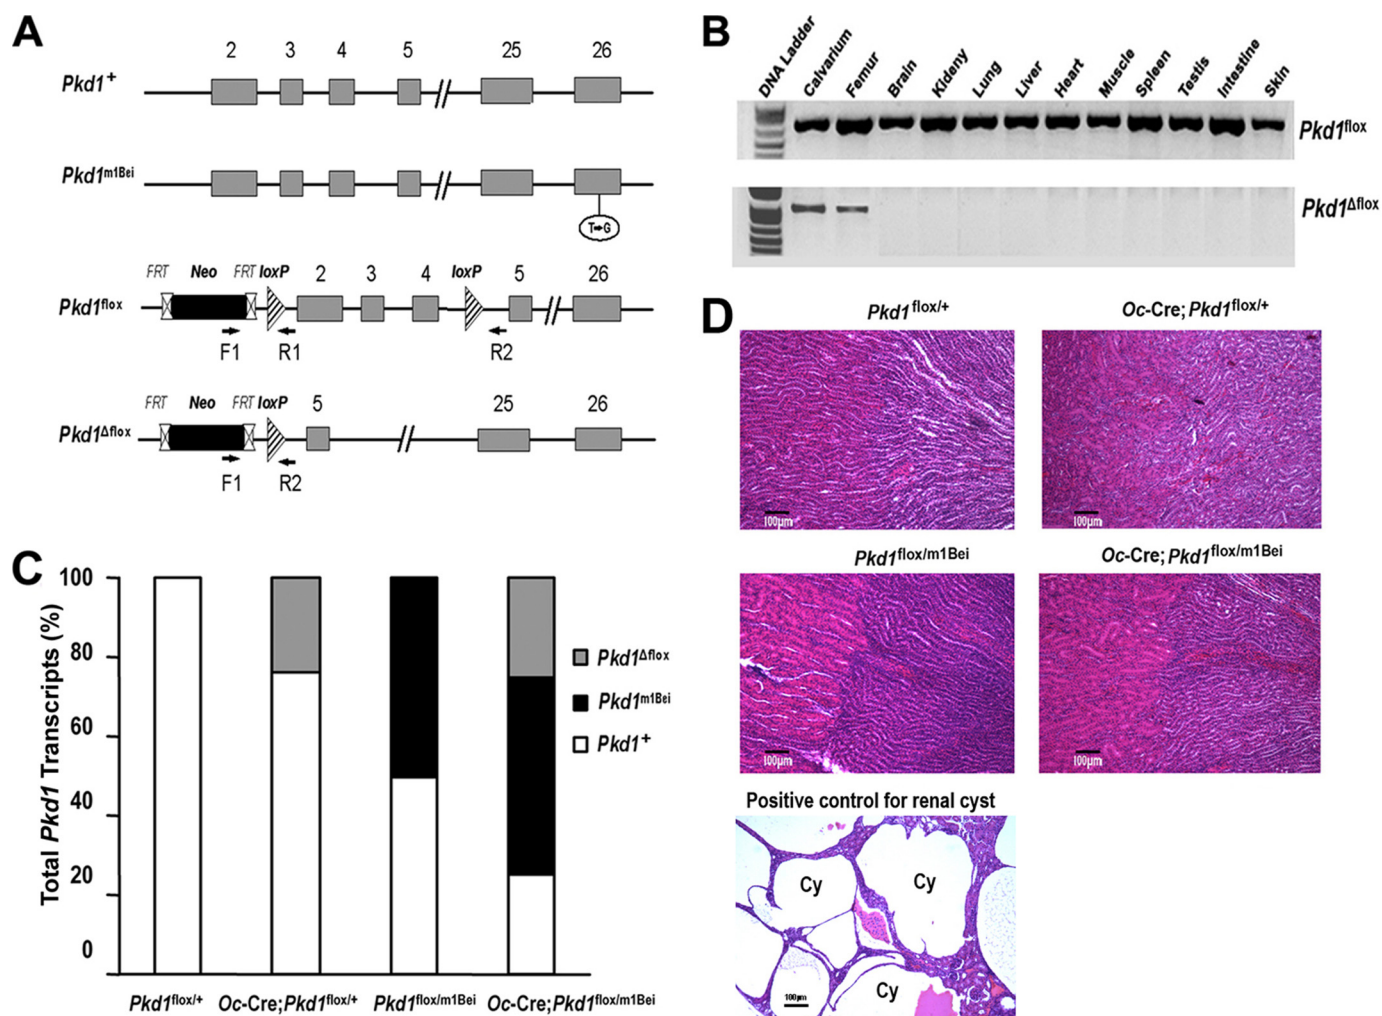 A
2 3 4 5 25 26
Pkd1+
Pkd1m1Bei
T➡G
FRT Neo FRT loxP 2 3 4 loxP 5 26
Pkd1flox
F1 R1 R2
FRT Neo FRT loxP 5 25 26
Pkd1Δflox
F1 R2
B
DNA Ladder Calvarium Femur Brain Kideny Lung Liver Heart Muscle Spleen Testis Intestine Skin
Pkd1flox
Pkd1Δflox
C
Total Pkd1 Transcripts (%)
100
80
60
40
20
0
Pkd1Δflox
Pkd1m1Bei
Pkd1+
Pkd1flox/+ Oc-Cre;Pkd1flox/+ Pkd1flox/m1Bei Oc-Cre;Pkd1flox/m1Bei
D
Pkd1flox/+ Oc-Cre;Pkd1flox/+
100µm 100µm
Pkd1flox/m1Bei Oc-Cre;Pkd1flox/m1Bei
100µm 100µm
Positive control for renal cyst
Cy Cy
Cy
100µm